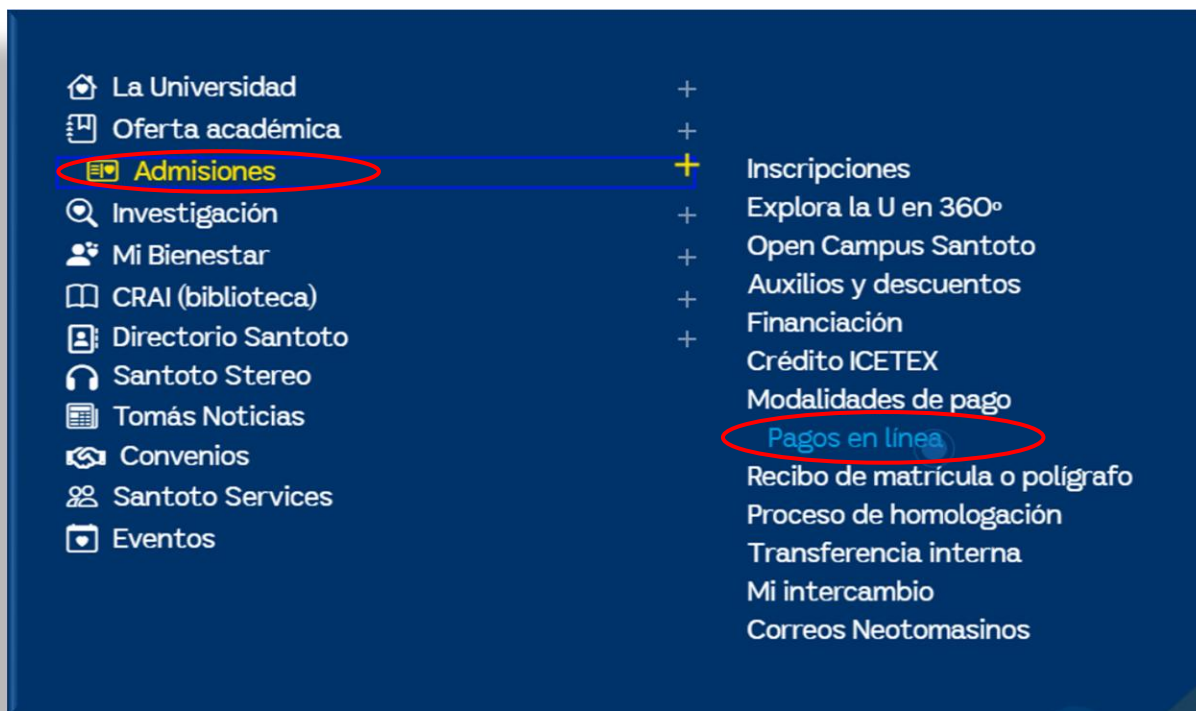 La Universidad
Oferta académica
Admisiones
Investigación
Mi Bienestar
CRAI (biblioteca)
Directorio Santoto
Santoto Stereo
Tomás Noticias
Convenios
Santoto Services
Eventos
Inscripciones
Explora la U en 360º
Open Campus Santoto
Auxilios y descuentos
Financiación
Crédito ICETEX
Modalidades de pago
Pagos en línea
Recibo de matrícula o polígrafo
Proceso de homologación
Transferencia interna
Mi intercambio
Correos Neotomasinos